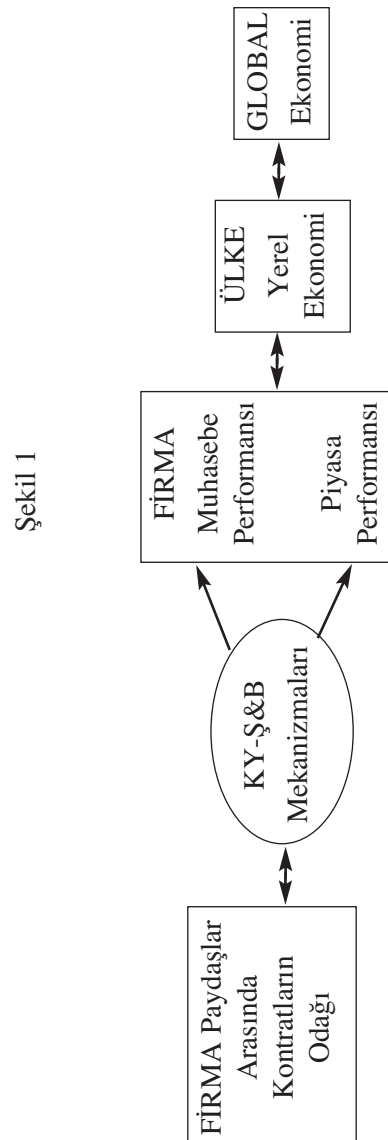 Şekil 1
FİRMA Paydaşlar
Arasında
Kontratların
Odağı
KY-Ş&B
Mekanizmaları
FİRMA
Muhasebe
Performansı
Piyasa
Performansı
ÜLKE
Yerel
Ekonomi
GLOBAL
Ekonomi